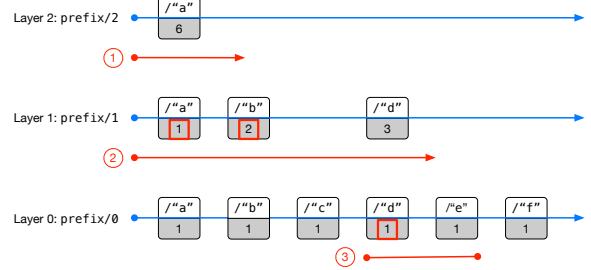 /“a”
Layer 2: prefix/2
6
1
/“a” /“b” /“d”
Layer 1: prefix/1
1 2 3
2
/“a” /“b” /“c” /“d” /“e” /“f”
Layer 0: prefix/0
1 1 1 1 1 1
3